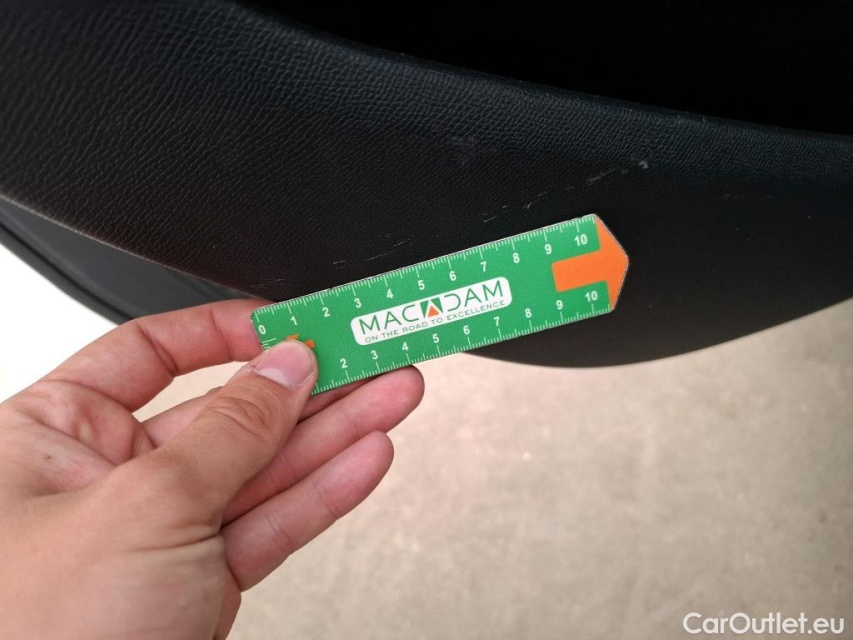 0 1 2 3 4 5 6 7 8 9 10
MACADAM
ON THE ROAD TO EXCELLENCE
2 3 4 5 6 7 8 9 10
CarOutlet.eu